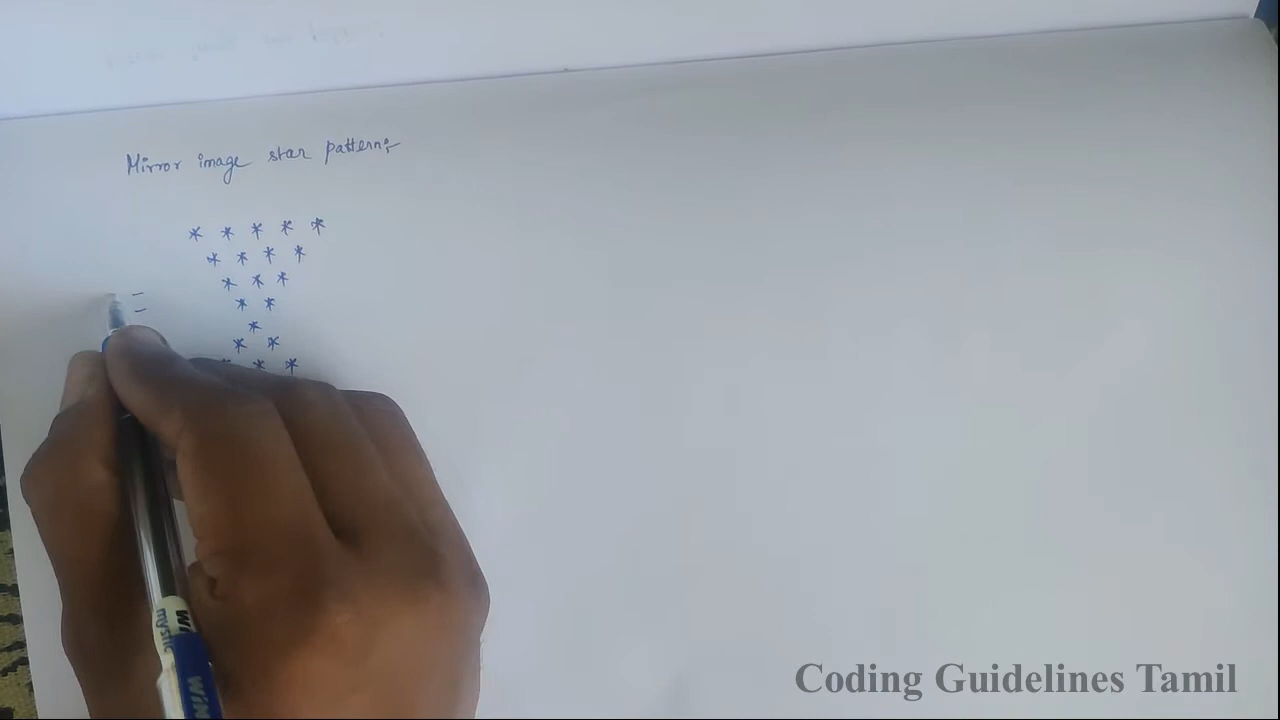 Mirror image star pattern:-
* * * * *
* * * *
* * *
* *
*
* *
* * *
Coding Guidelines Tamil